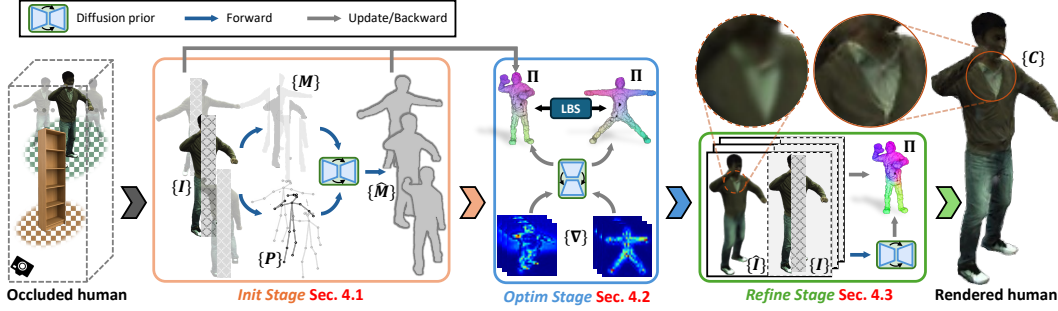 Diffusion prior
Forward
Update/Backward
{M}
{I}
{P}
{M̂}
Π
Π
LBS
{∇}
{Î}
{I}
Π
{C}
Occluded human
Init Stage Sec. 4.1
Optim Stage Sec. 4.2
Refine Stage Sec. 4.3
Rendered human